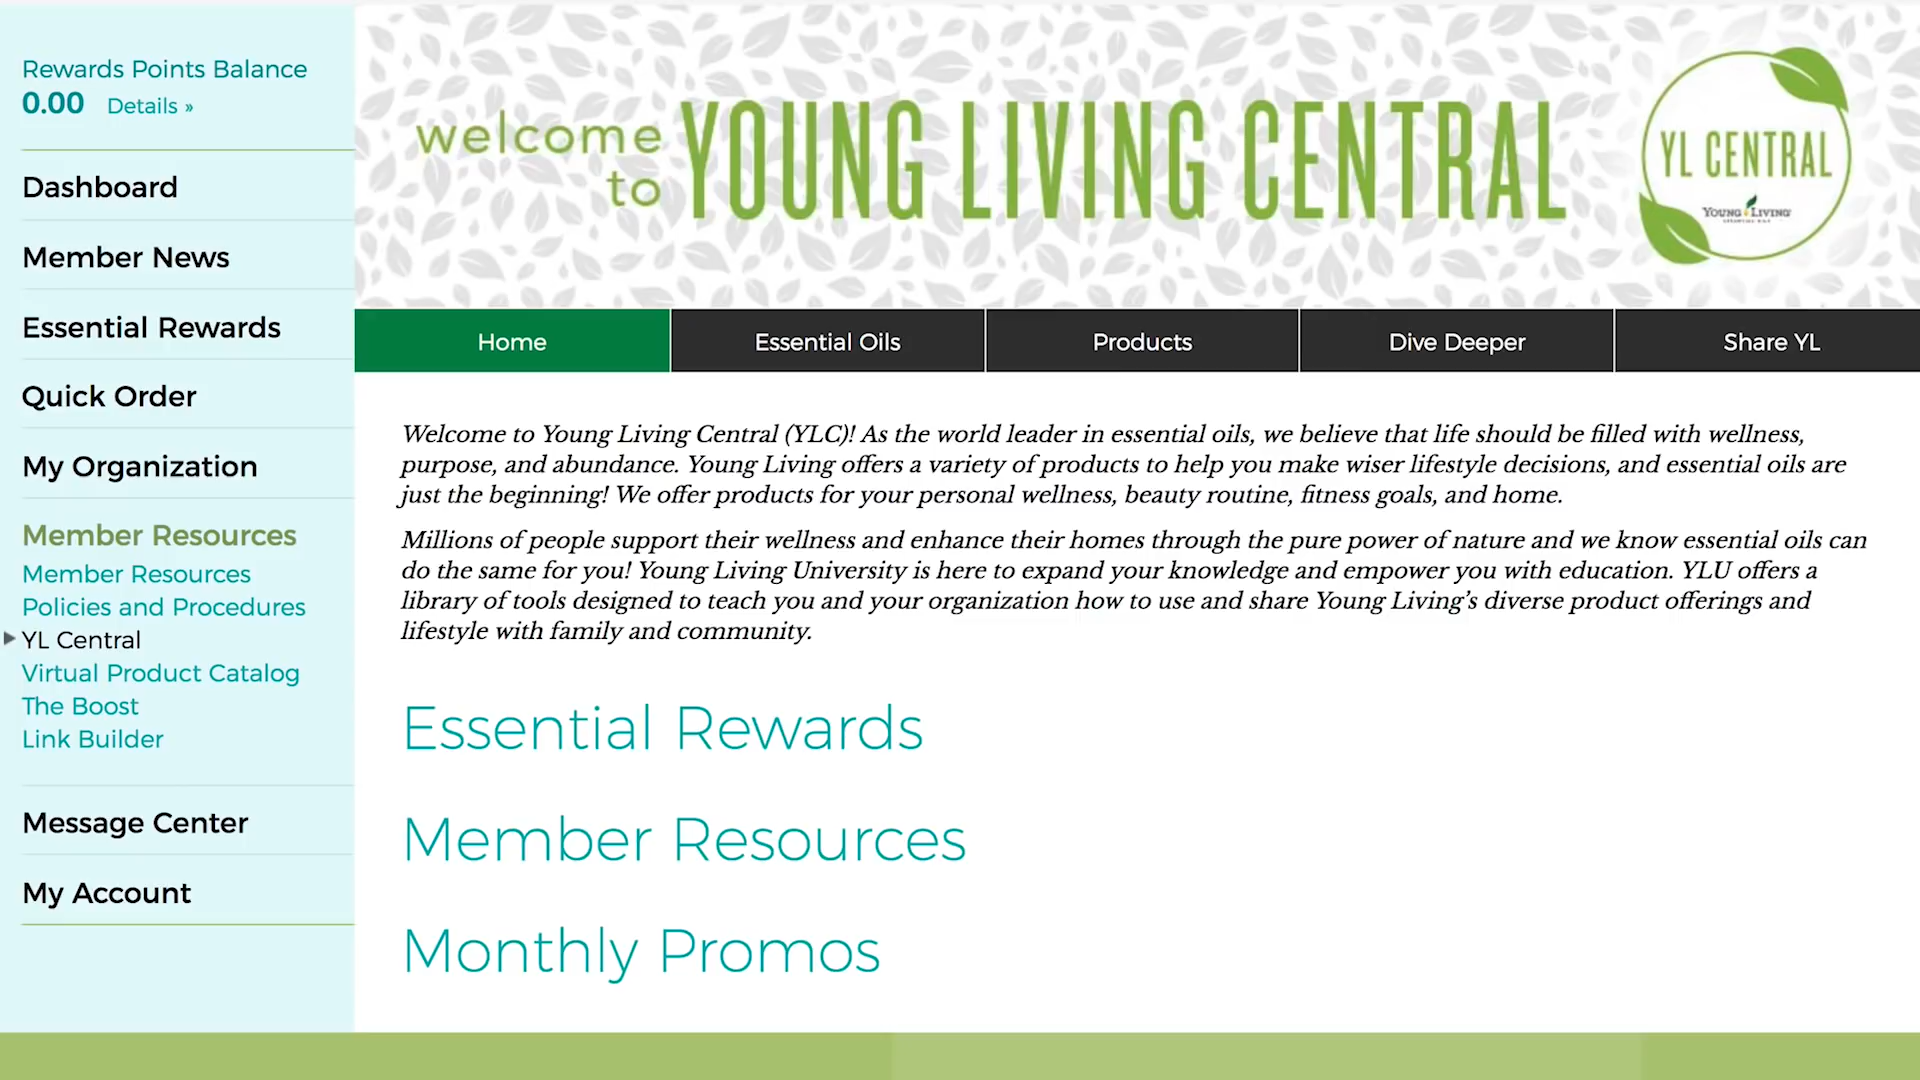 Rewards Points Balance
0.00 Details »
Dashboard
Member News
Essential Rewards
Quick Order
My Organization
Member Resources
Member Resources
Policies and Procedures
YL Central
Virtual Product Catalog
The Boost
Link Builder
Message Center
My Account
welcome
to YOUNG LIVING CENTRAL
YL CENTRAL
YOUNG LIVING
ESSENTIAL OILS
Home Essential Oils Products Dive Deeper Share YL
Welcome to Young Living Central (YLC)! As the world leader in essential oils, we believe that life should be filled with wellness,
purpose, and abundance. Young Living offers a variety of products to help you make wiser lifestyle decisions, and essential oils are
just the beginning! We offer products for your personal wellness, beauty routine, fitness goals, and home.
Millions of people support their wellness and enhance their homes through the pure power of nature and we know essential oils can
do the same for you! Young Living University is here to expand your knowledge and empower you with education. YLU offers a
library of tools designed to teach you and your organization how to use and share Young Living’s diverse product offerings and
lifestyle with family and community.
Essential Rewards
Member Resources
Monthly Promos